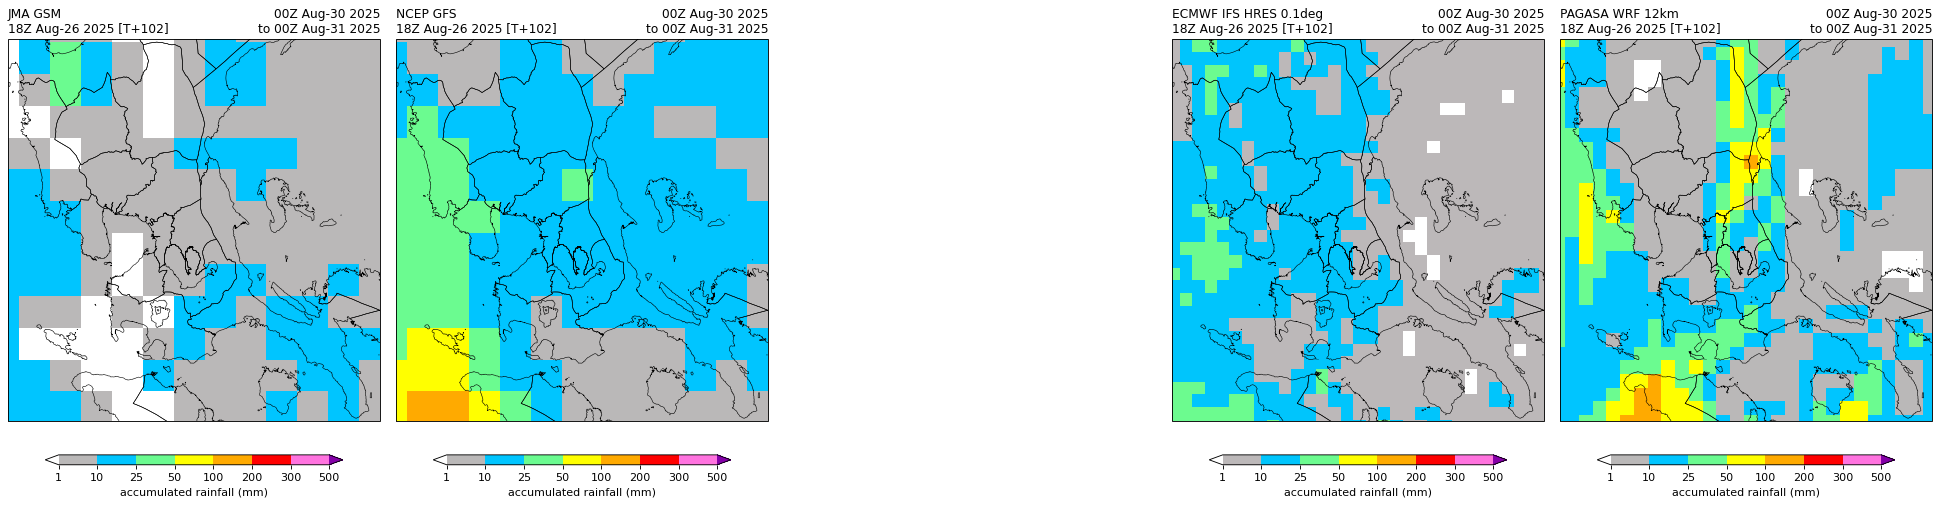 JMA GSM 00Z Aug-30 2025
18Z Aug-26 2025 [T+102] to 00Z Aug-31 2025
1 10 25 50 100 200 300 500
accumulated rainfall (mm)
NCEP GFS 00Z Aug-30 2025
18Z Aug-26 2025 [T+102] to 00Z Aug-31 2025
1 10 25 50 100 200 300 500
accumulated rainfall (mm)
ECMWF IFS HRES 0.1deg 00Z Aug-30 2025
18Z Aug-26 2025 [T+102] to 00Z Aug-31 2025
1 10 25 50 100 200 300 500
accumulated rainfall (mm)
PAGASA WRF 12km 00Z Aug-30 2025
18Z Aug-26 2025 [T+102] to 00Z Aug-31 2025
1 10 25 50 100 200 300 500
accumulated rainfall (mm)